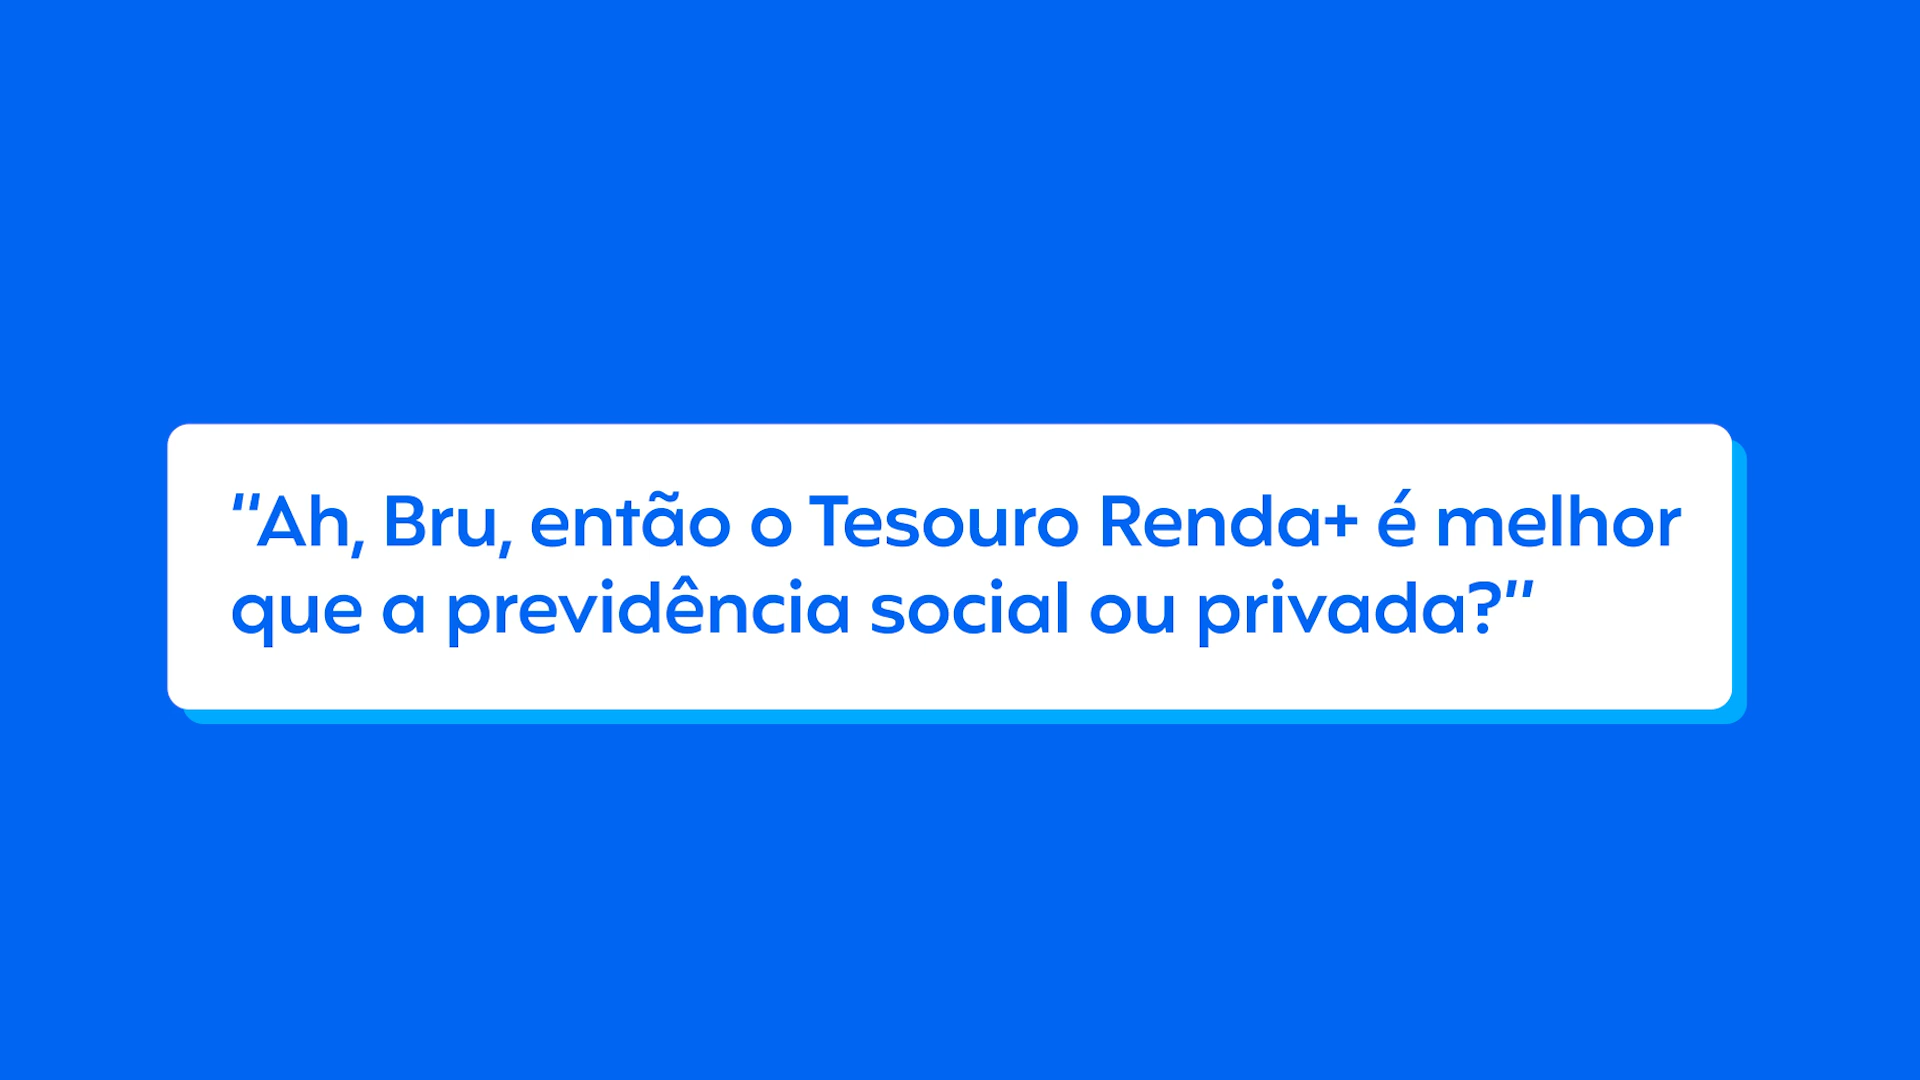 “Ah, Bru, então o Tesouro Renda+ é melhor
que a previdência social ou privada?”